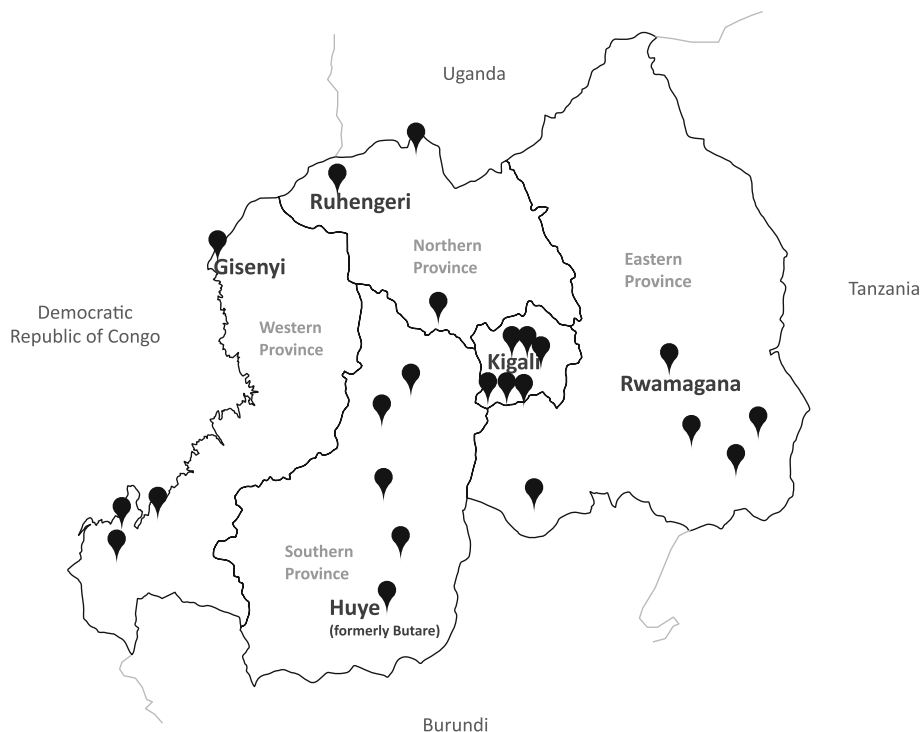 Uganda
Ruhengeri
Northern
Province
Gisenyi
Eastern
Province
Tanzania
Democratic
Republic of Congo
Western
Province
Kigali
Rwamagana
Southern
Province
Huye
(formerly Butare)
Burundi